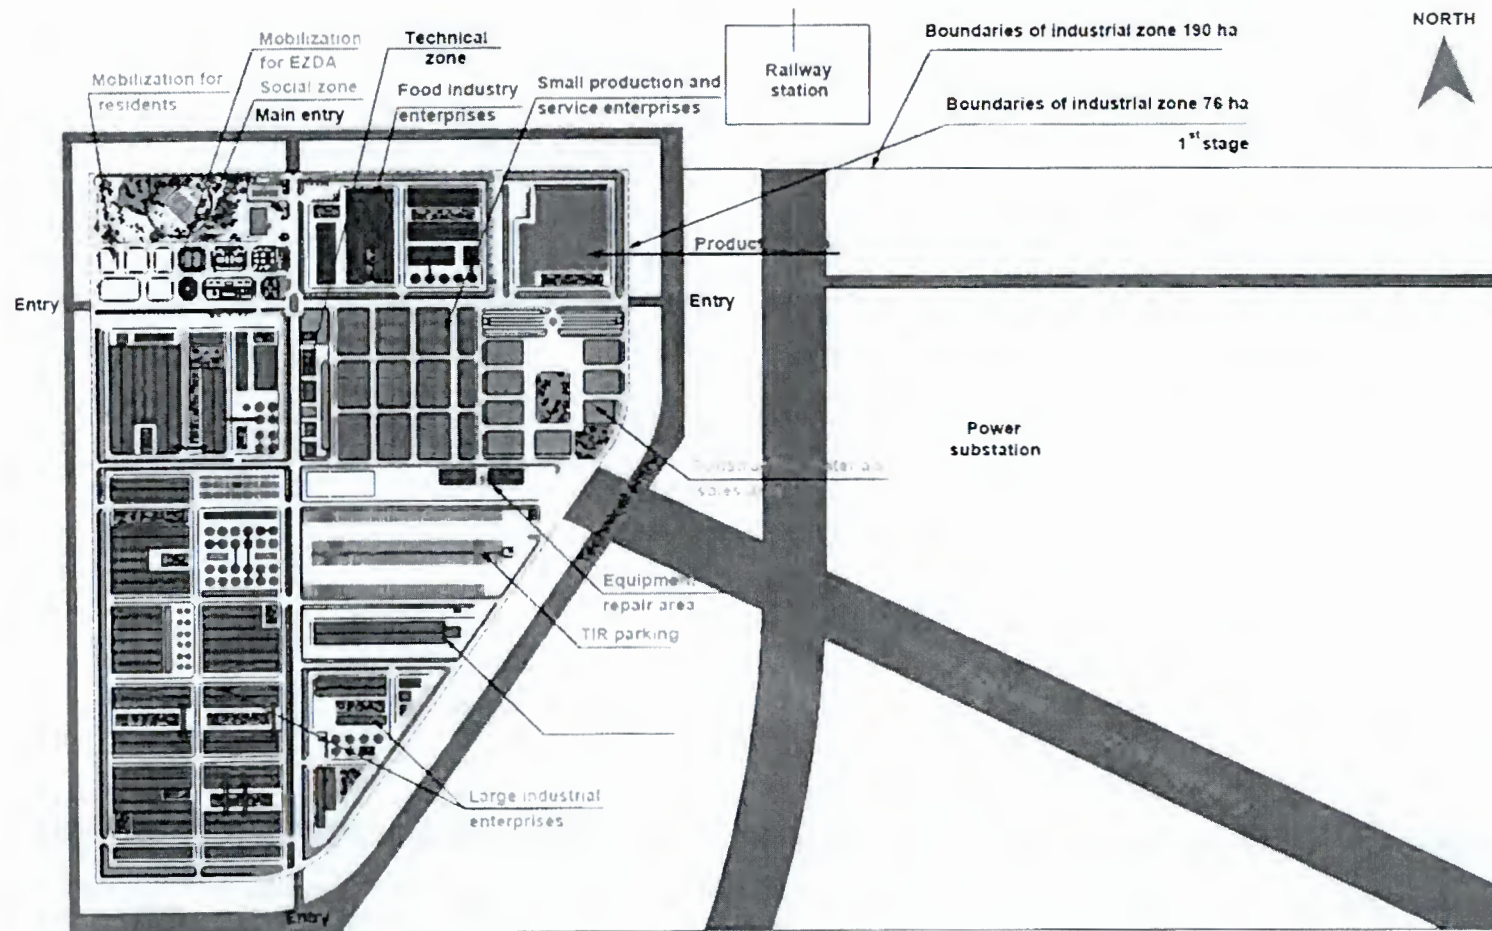 NORTH
Boundaries of industrial zone 190 ha
Boundaries of industrial zone 76 ha
1st stage
Railway
station
Mobilization for
residents
Mobilization
for EZDA
Social zone
Main entry
Technical
zone
Food industry
enterprises
Small production and
service enterprises
Product
Entry
Entry
Power
substation
sales
Equipment
repair area
TIR parking
Large industrial
enterprises
Entry